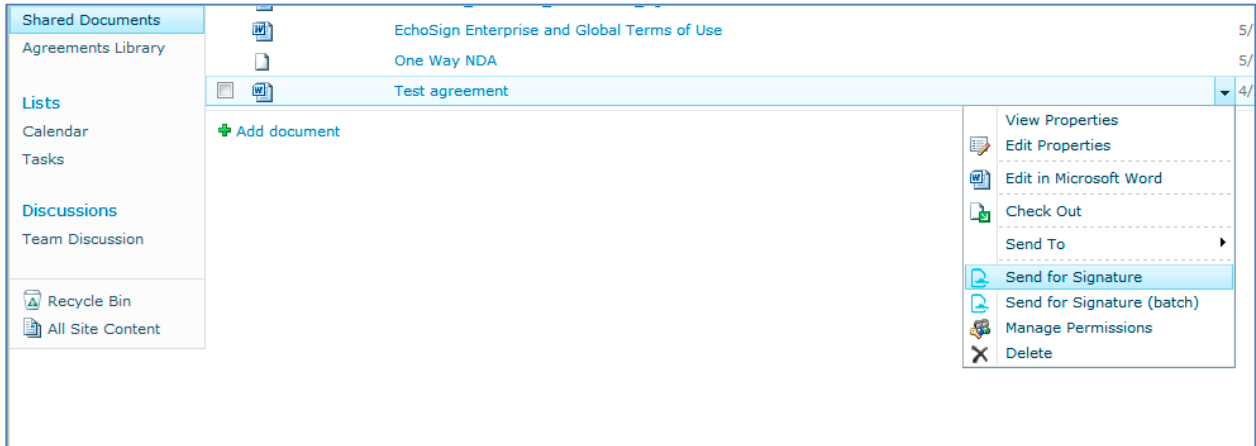 Shared Documents
Agreements Library
Lists
Calendar
Tasks
Discussions
Team Discussion
Recycle Bin
All Site Content
EchoSign Enterprise and Global Terms of Use 5/
One Way NDA 5/
Test agreement 4/
Add document
View Properties
Edit Properties
Edit in Microsoft Word
Check Out
Send To
Send for Signature
Send for Signature (batch)
Manage Permissions
Delete